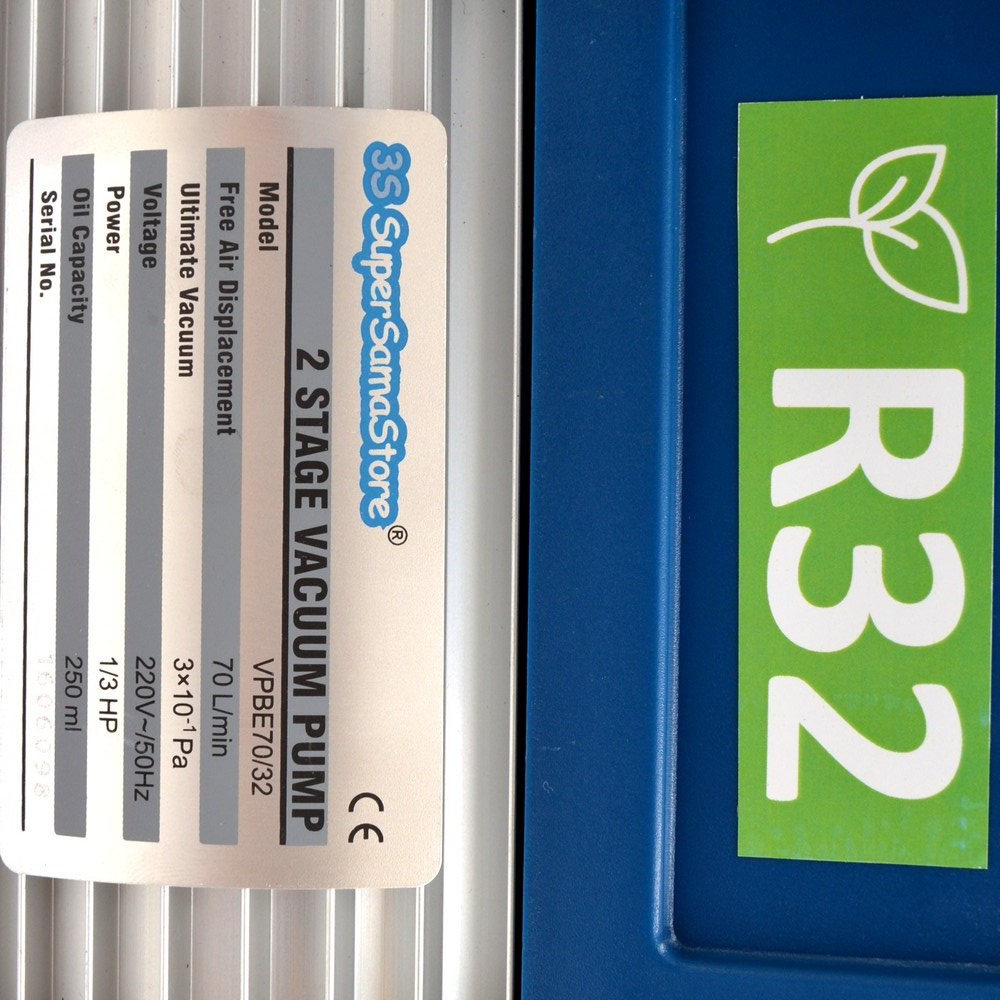 3S SuperSamaStore®
CE
2 STAGE VACUUM PUMP
Model VPBE70/32
Free Air Displacement 70 L/min
Ultimate Vacuum 3×10⁻¹Pa
Voltage 220V~/50Hz
Power 1/3 HP
Oil Capacity 250 ml
Serial No. 1606098
R32